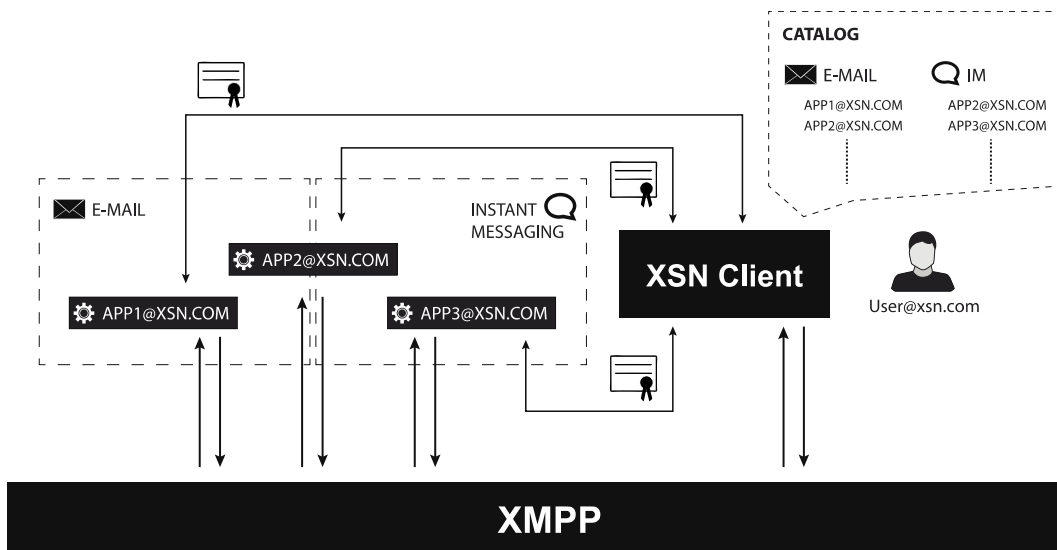 CATALOG
E-MAIL
IM
APP1@XSN.COM
APP2@XSN.COM
APP2@XSN.COM
APP3@XSN.COM
E-MAIL
INSTANT
MESSAGING
APP2@XSN.COM
APP1@XSN.COM
APP3@XSN.COM
XSN Client
User@xsn.com
XMPP